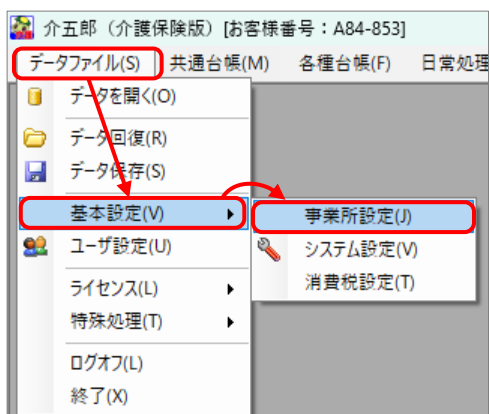 介五郎（介護保険版）[お客様番号：A84-853]
データファイル(S) 共通台帳(M) 各種台帳(F) 日常処理
データを開く(O)
データ回復(R)
データ保存(S)
基本設定(V)
事業所設定(J)
ユーザ設定(U)
システム設定(V)
ライセンス(L)
消費税設定(T)
特殊処理(T)
ログオフ(L)
終了(X)